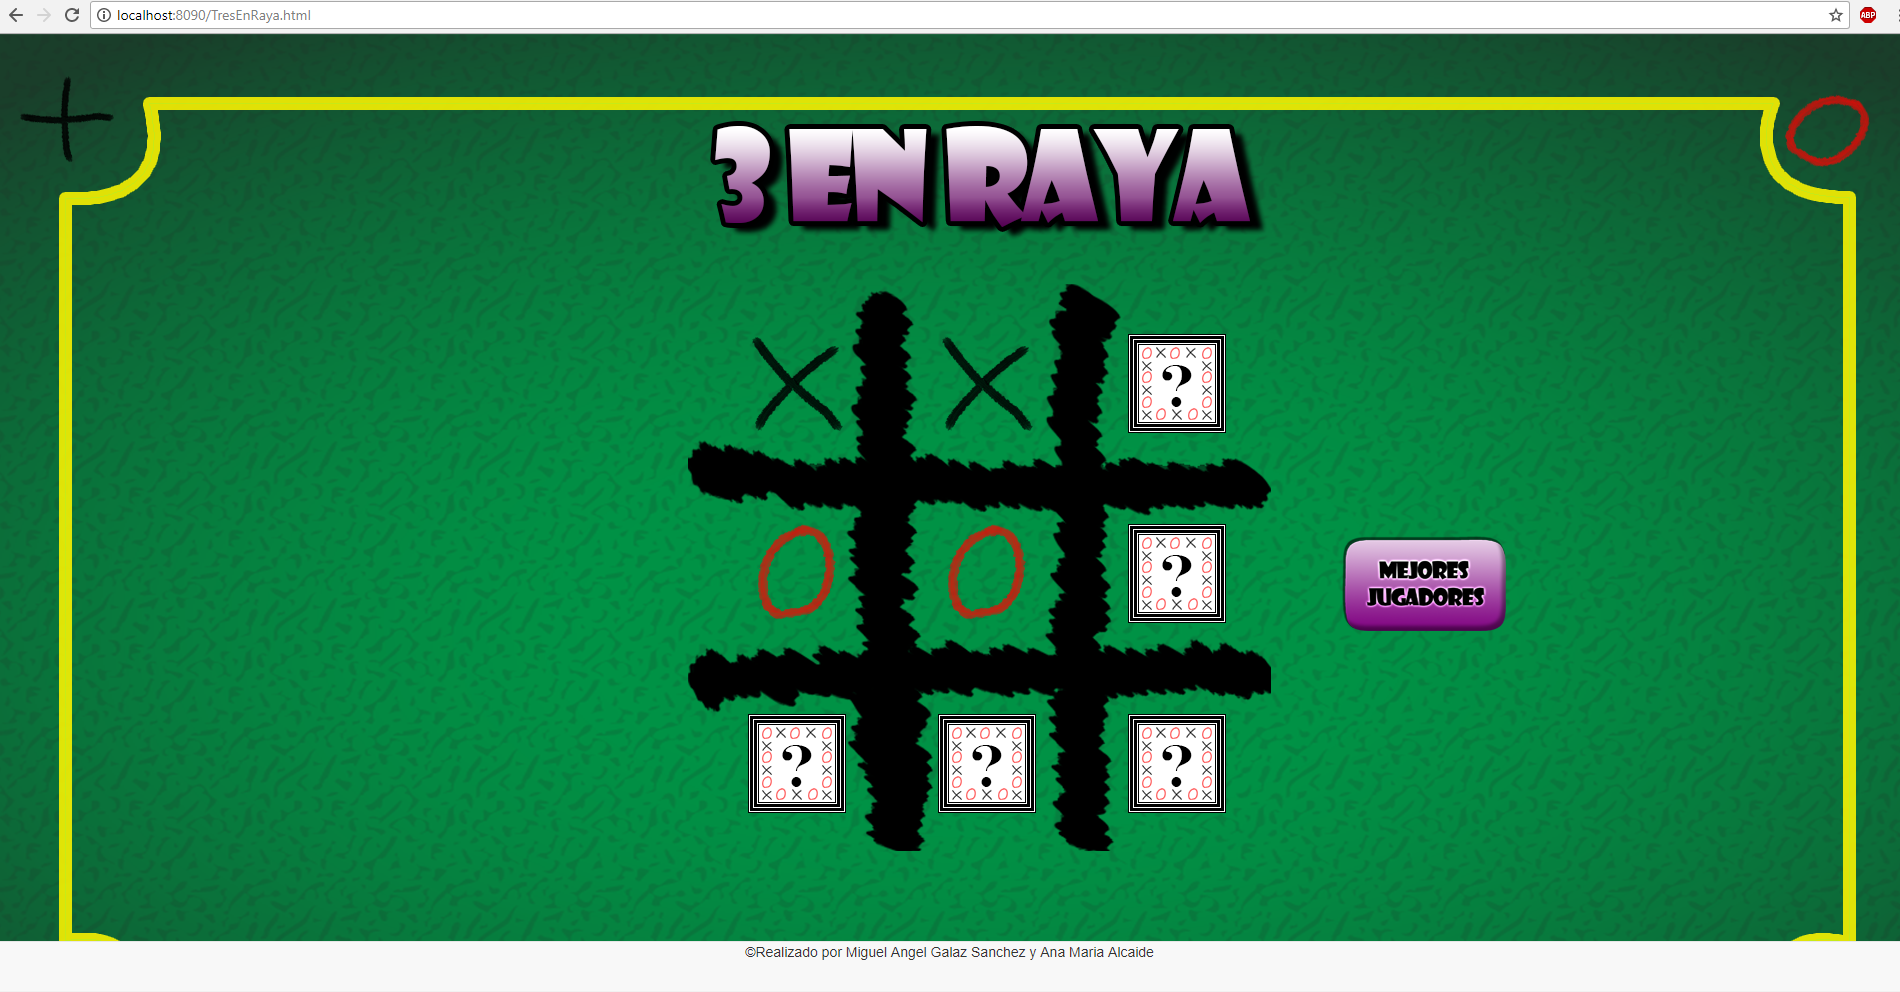 localhost:8090/TresEnRaya.html
ABP
3 EN RAYA
X X ?
O O ?
MEJORES
JUGADORES
? ? ?
©Realizado por Miguel Angel Galaz Sanchez y Ana Maria Alcaide